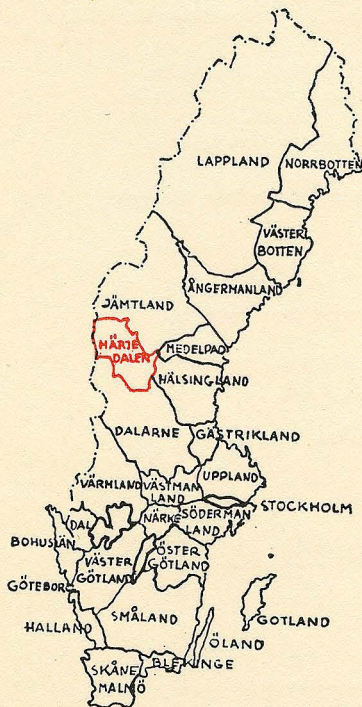 LAPPLAND
NORRBOTTEN
VÄSTER
BOTTEN
ÅNGERMANLAND
JÄMTLAND
HÄRJE
DALEN
MEDELPAD
HÄLSINGLAND
DALARNE
GÄSTRIKLAND
VÄRMLAND
VÄSTMAN
LAND
UPPLAND
STOCKHOLM
DAL
NÄRKE
SÖDERMAN
LAND
BOHUSLÄN
VÄSTER
GÖTLAND
ÖSTER
GÖTLAND
GÖTEBORG
HALLAND
SMÅLAND
GOTLAND
ÖLAND
BLEKINGE
SKÅNE
MALMÖ